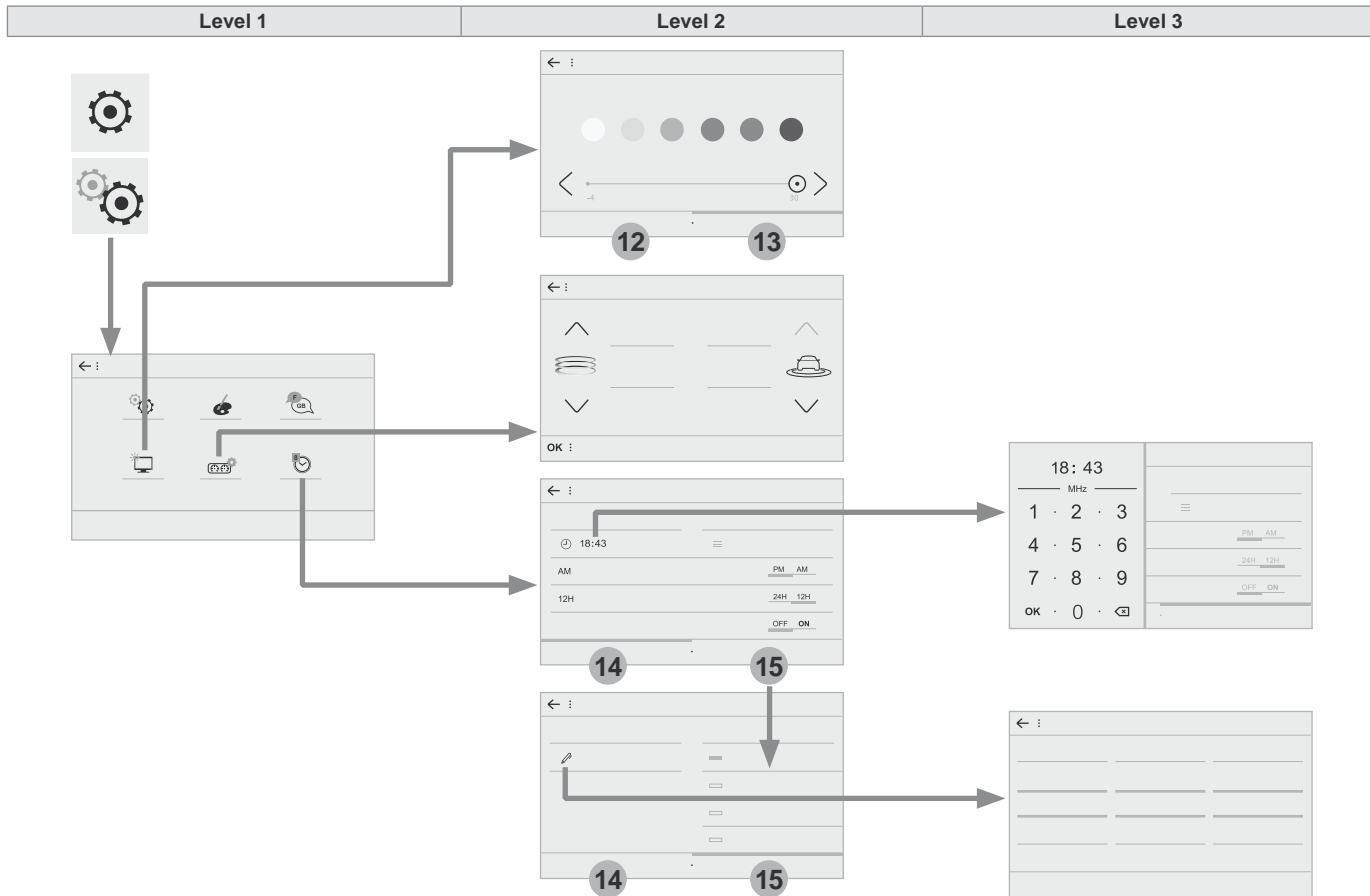 Level 1
Level 2
Level 3
-4
30
12
13
F
GB
8
OK
18:43
AM
PM AM
12H
24H 12H
OFF ON
14
15
14
15
18:43
MHz
1 · 2 · 3
4 · 5 · 6
7 · 8 · 9
OK · 0 ·
PM AM
24H 12H
OFF ON